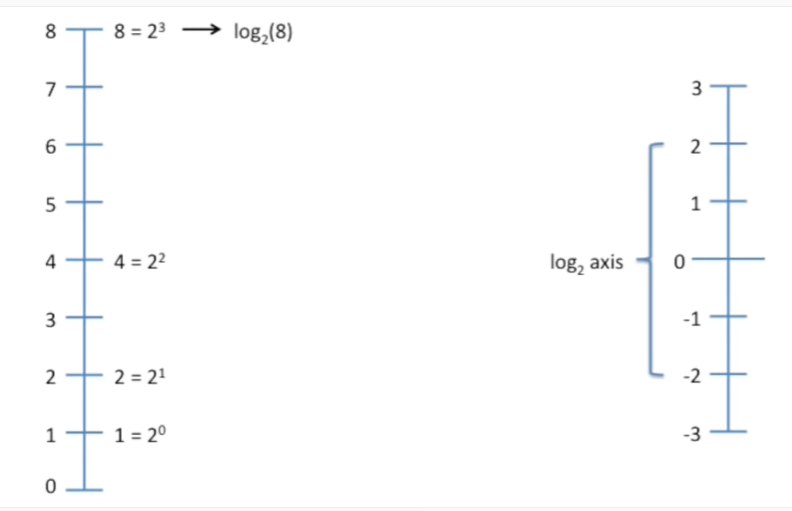 8 8 = 2³ → log₂(8)
7
6
5
4 4 = 2²
3
2 2 = 2¹
1 1 = 2⁰
0
3
2
1
log₂ axis 0
-1
-2
-3